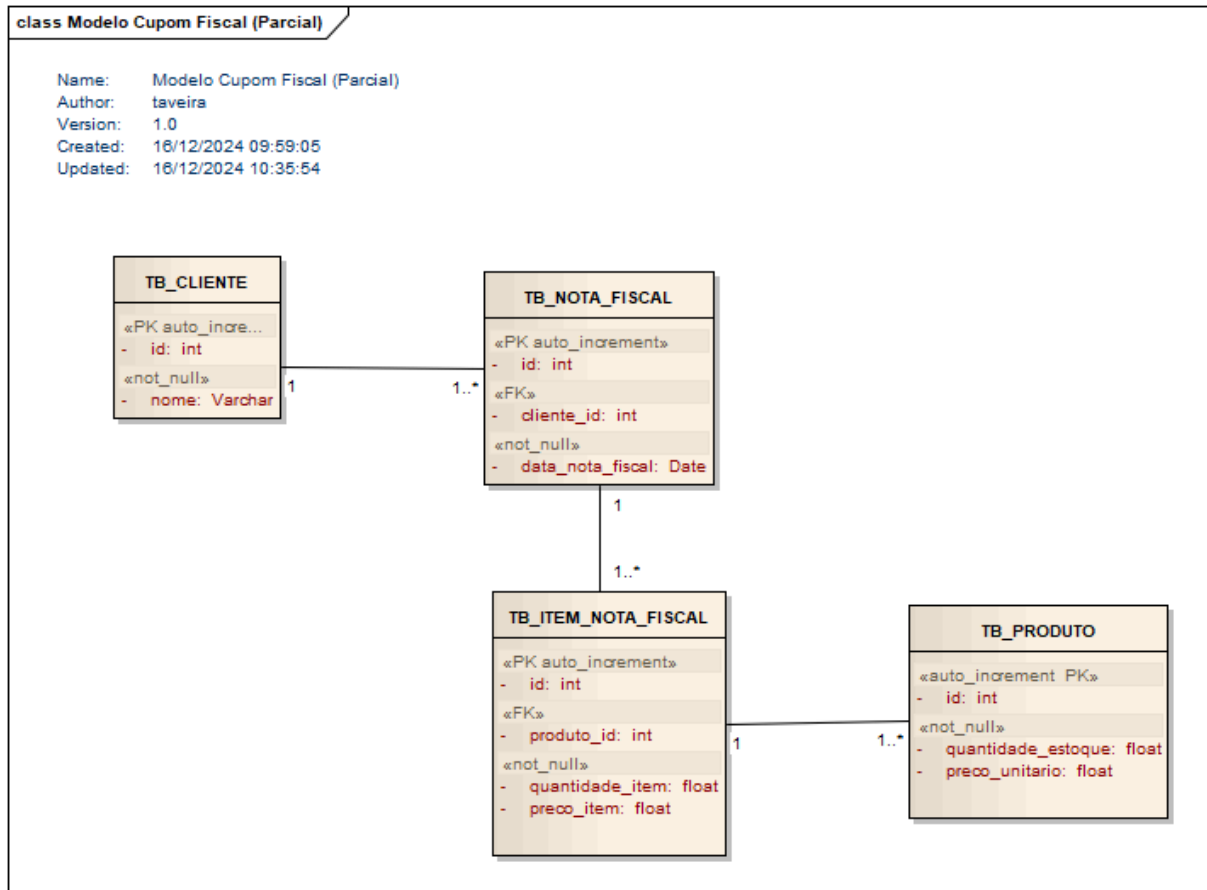 class Modelo Cupom Fiscal (Parcial)
Name: Modelo Cupom Fiscal (Parcial)
Author: taveira
Version: 1.0
Created: 16/12/2024 09:59:05
Updated: 16/12/2024 10:35:54
TB_CLIENTE
«PK auto_incre...
- id: int
«not_null»
- nome: Varchar
1
1..*
TB_NOTA_FISCAL
«PK auto_increment»
- id: int
«FK»
- cliente_id: int
«not_null»
- data_nota_fiscal: Date
1
1..*
TB_ITEM_NOTA_FISCAL
«PK auto_increment»
- id: int
«FK»
- produto_id: int
«not_null»
- quantidade_item: float
- preco_item: float
1
1..*
TB_PRODUTO
«auto_increment PK»
- id: int
«not_null»
- quantidade_estoque: float
- preco_unitario: float